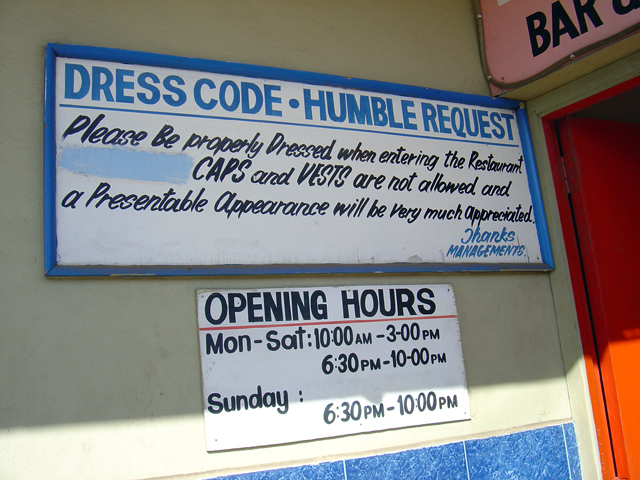 BAR &
DRESS CODE • HUMBLE REQUEST
Please Be properly Dressed when entering the Restaurant
CAPS and VESTS are not allowed and
a Presentable Appearance will be very much appreciated.
Thanks
MANAGEMENTS.
OPENING HOURS
Mon-Sat: 10:00AM - 3-00PM
6:30PM - 10-00PM
Sunday :
6:30PM - 10:00PM